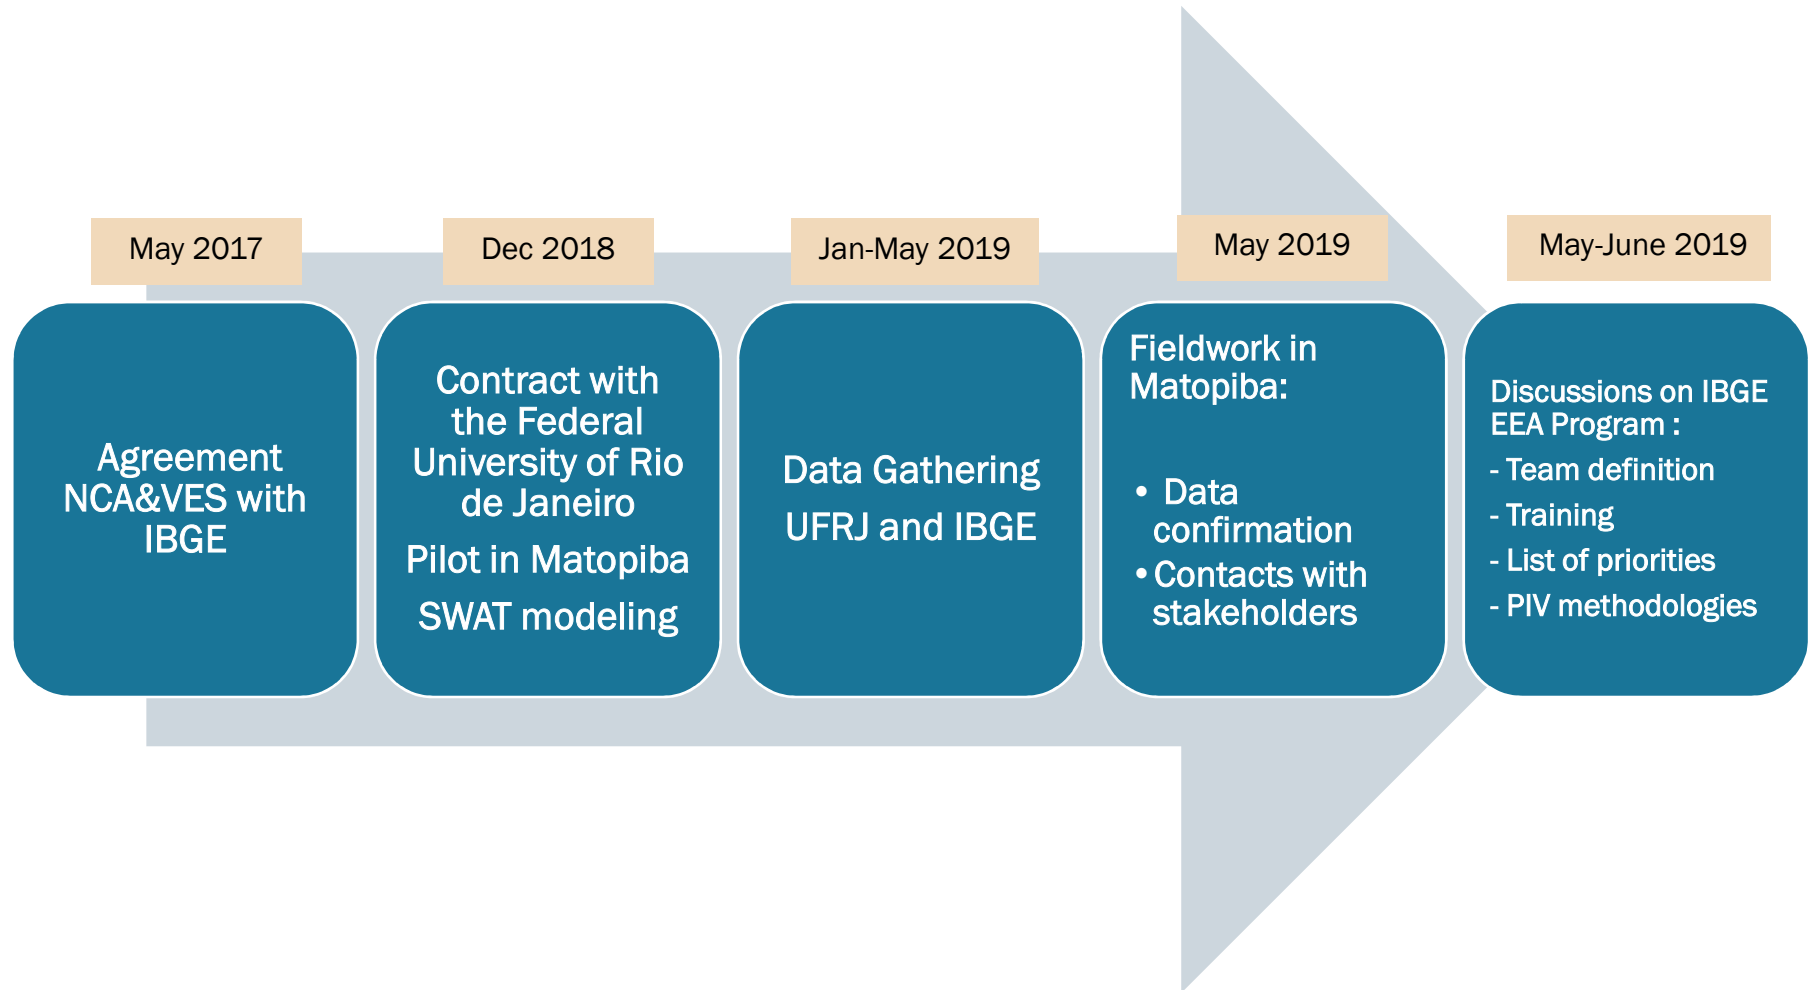 May 2017
Agreement
NCA&VES with
IBGE
Dec 2018
Contract with
the Federal
University of Rio
de Janeiro
Pilot in Matopiba
SWAT modeling
Jan-May 2019
Data Gathering
UFRJ and IBGE
May 2019
Fieldwork in
Matopiba:
• Data
confirmation
• Contacts with
stakeholders
May-June 2019
Discussions on IBGE
EEA Program :
- Team definition
- Training
- List of priorities
- PIV methodologies